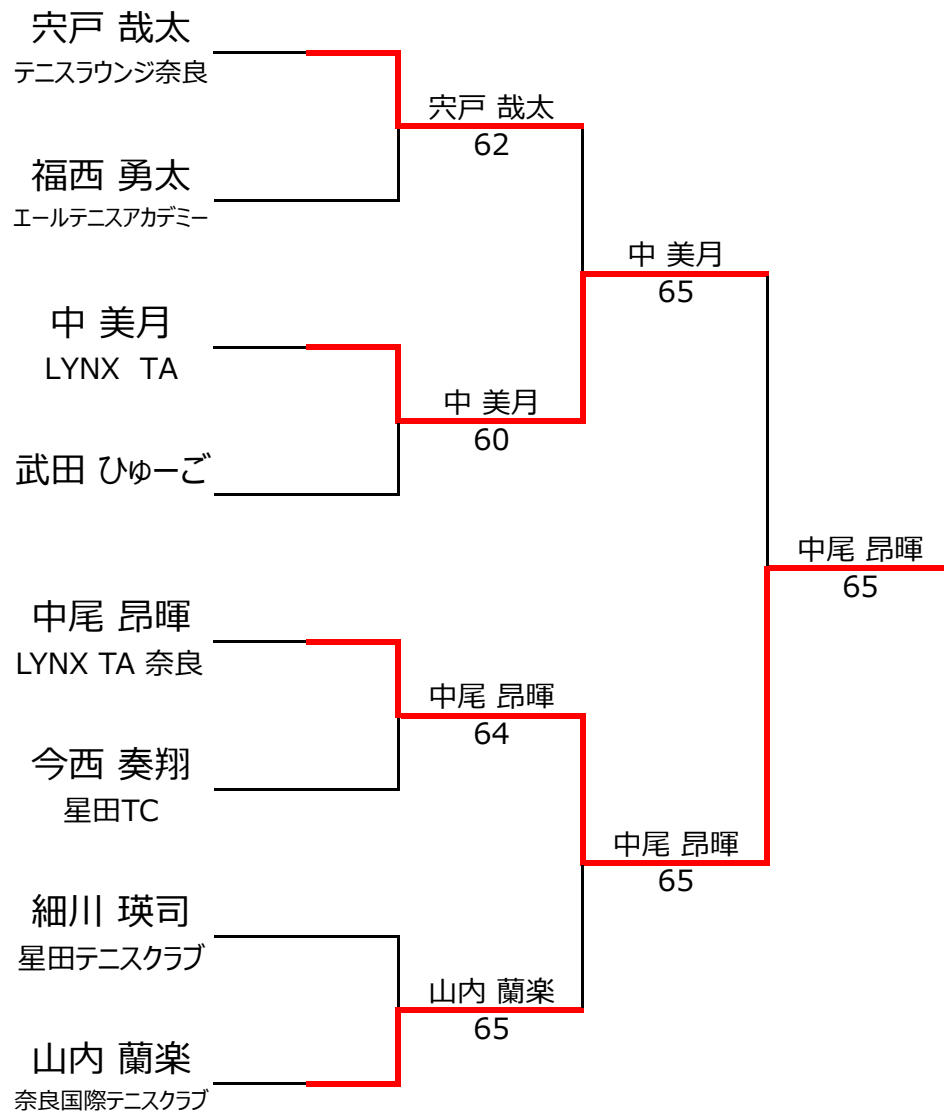 宍戸 哉太
テニスラウンジ奈良
宍戸 哉太
62
福西 勇太
エールテニスアカデミー
中 美月
65
中 美月
LYNX TA
中 美月
60
武田 ひゅーご
中尾 昂暉
65
中尾 昂暉
LYNX TA 奈良
中尾 昂暉
64
今西 奏翔
星田TC
中尾 昂暉
65
細川 瑛司
星田テニスクラブ
山内 蘭楽
65
山内 蘭楽
奈良国際テニスクラブ